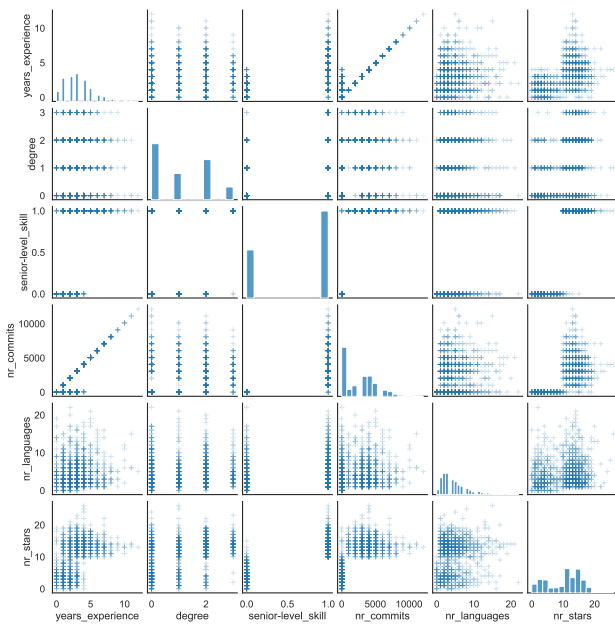 10
5
0
years_experience
3
2
1
0
degree
1.0
0.5
0.0
senior-level_skill
10000
5000
0
nr_commits
20
10
0
nr_languages
20
10
0
nr_stars
0 5 10 0 2 0.0 0.5 1.0 0 5000 10000 0 10 20 0 10 20
years_experience degree senior-level_skill nr_commits nr_languages nr_stars